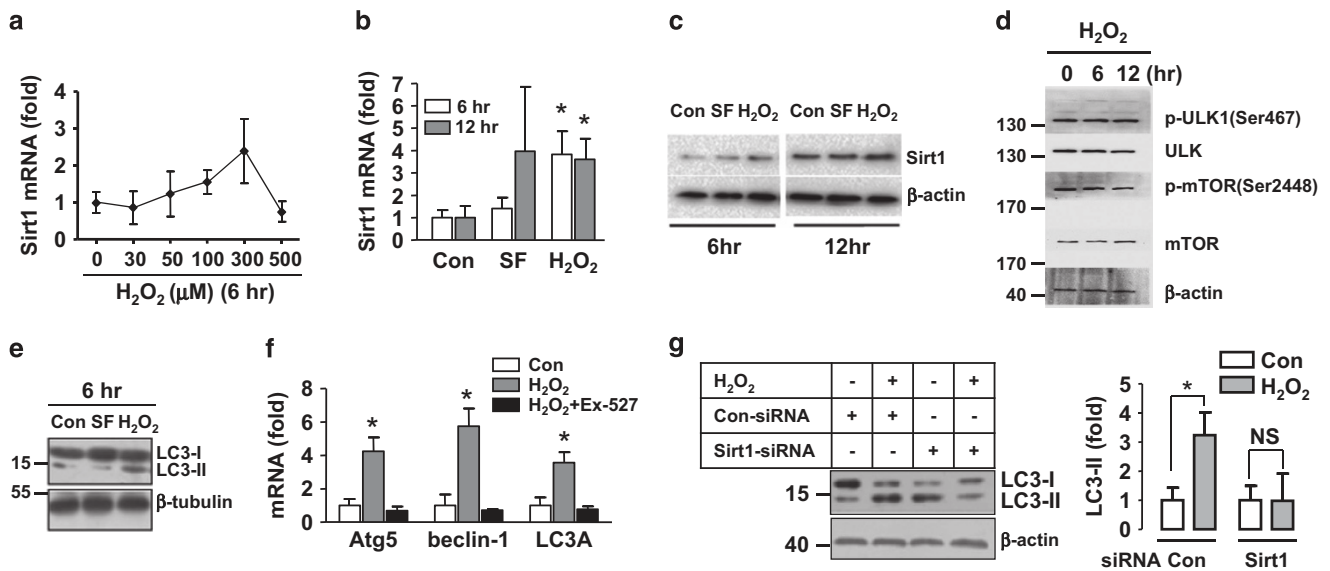 a
Sirt1 mRNA (fold)
4
3
2
1
0
0 30 50 100 300 500
H₂O₂ (μM) (6 hr)
b
Sirt1 mRNA (fold)
7
6
5
4
3
2
1
0
6 hr
12 hr
* *
Con SF H₂O₂
c
Con SF H₂O₂ Con SF H₂O₂
Sirt1
β-actin
6hr 12hr
d
H₂O₂
0 6 12 (hr)
130 p-ULK1(Ser467)
130 ULK
p-mTOR(Ser2448)
170
mTOR
170
40 β-actin
e
6 hr
Con SF H₂O₂
LC3-I
15 LC3-II
55 β-tubulin
f
mRNA (fold)
8
6
4
2
0
Con
H₂O₂
H₂O₂+Ex-527
* * *
Atg5 beclin-1 LC3A
g
H₂O₂ - + - +
Con-siRNA + + - -
Sirt1-siRNA - - + +
LC3-I
15 LC3-II
40 β-actin
Con
H₂O₂
LC3-II (fold)
5
4
3
2
1
0
*
NS
siRNA Con Sirt1